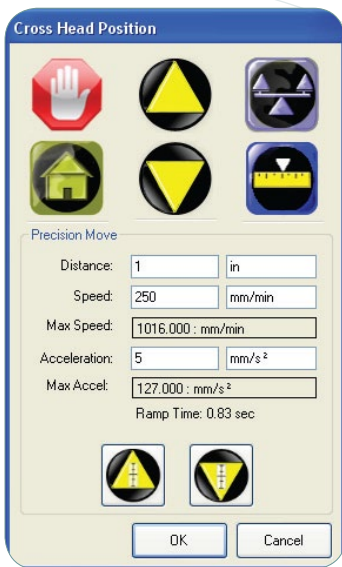 Cross Head Position
Precision Move
Distance: 1 in
Speed: 250 mm/min
Max Speed: 1016.000 : mm/min
Acceleration: 5 mm/s²
Max Accel: 127.000 : mm/s²
Ramp Time: 0.83 sec
OK Cancel